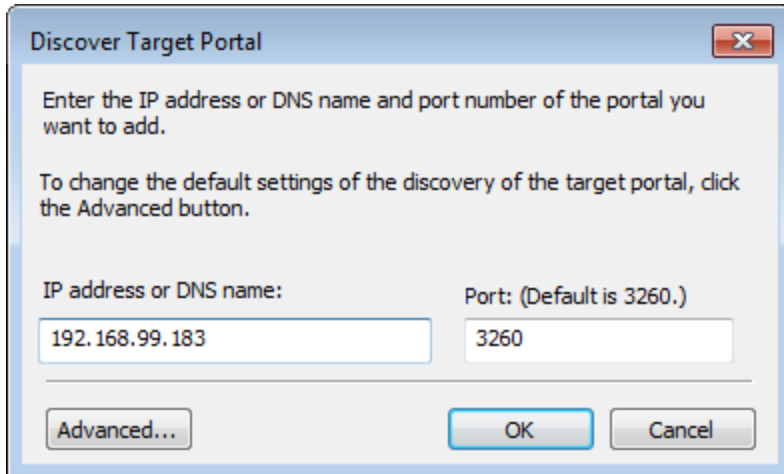 Discover Target Portal
Enter the IP address or DNS name and port number of the portal you
want to add.
To change the default settings of the discovery of the target portal, click
the Advanced button.
IP address or DNS name:
Port: (Default is 3260.)
192.168.99.183
3260
Advanced...
OK
Cancel